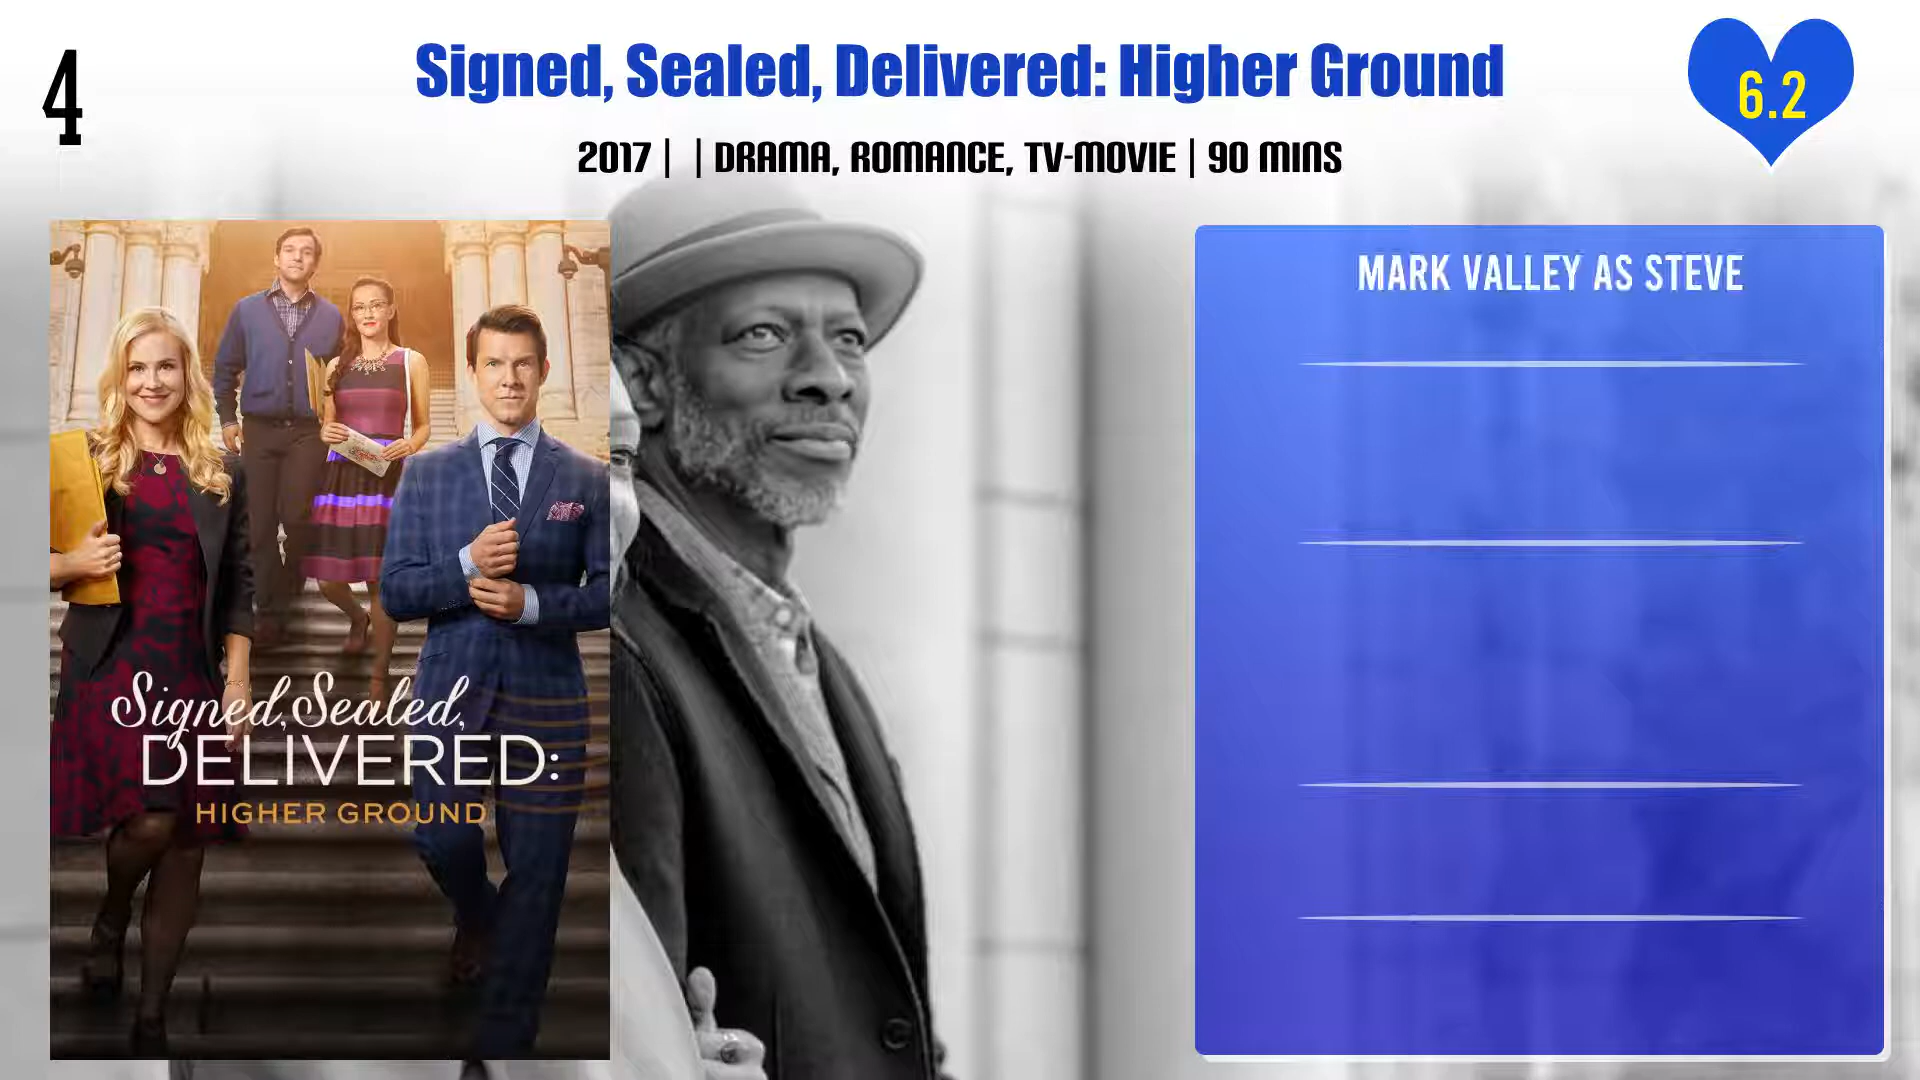 4
Signed, Sealed, Delivered: Higher Ground
6.2
2017 | | DRAMA, ROMANCE, TV-MOVIE | 90 MINS
MARK VALLEY AS STEVE
Signed, Sealed,
DELIVERED:
HIGHER GROUND